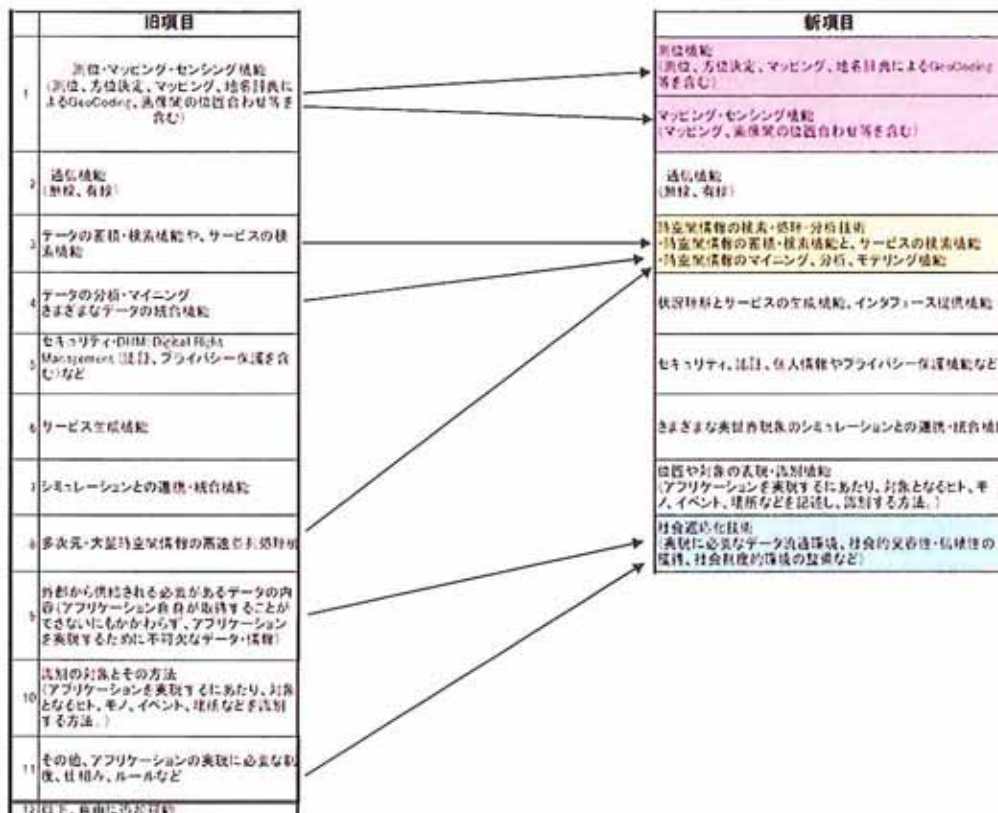 旧項目
1
測位・マッピング・センシング機能
(測位、方位決定、マッピング、地名辞典に
よるGeoCoding、画像間の位置合わせ等を
含む)
2
通信機能
(無線、有線)
3
データの蓄積・検索機能や、サービスの検
索機能
4
データの分析・マイニング
さまざまなデータの統合機能
5
セキュリティ・DRM: Digital Right
Management (認証、プライバシー保護を含
む)など
6 サービス生成機能
7 シミュレーションとの連携・統合機能
8 多次元・大量時空間情報の高速並列処理
9
外部から供給される必要があるデータの内
容(アプリケーション自身が取得することが
できないにもかかわらず、アプリケーション
を実現するために不可欠なデータ・情報)
10
識別の対象とその方法
(アプリケーションを実現するにあたり、対象
となるヒト、モノ、イベント、場所などを識別
する方法。)
11
その他、アプリケーションの実現に必要な制
度、仕組み、ルールなど
12 以下、自由に追加
新項目
測位機能
(測位、方位決定、マッピング、地名辞典によるGeoCoding
等を含む)
マッピング・センシング機能
(マッピング、画像間の位置合わせ等を含む)
通信機能
(無線、有線)
時空間情報の検索・処理・分析技術
・時空間情報の蓄積・検索機能と、サービスの検索機能
・時空間情報のマイニング、分析、モデリング機能
状況理解とサービスの生成機能、インタフェース提供機能
セキュリティ、認証、個人情報やプライバシー保護機能など
さまざまな実世界現象のシミュレーションとの連携・統合機
位置や対象の表現・識別機能
(アプリケーションを実現するにあたり、対象となるヒト、モ
ノ、イベント、場所などを記述し、識別する方法。)
社会適応化技術
(実現に必要なデータ流通環境、社会的受容性・信頼性の
獲得、社会制度的環境の整備など)